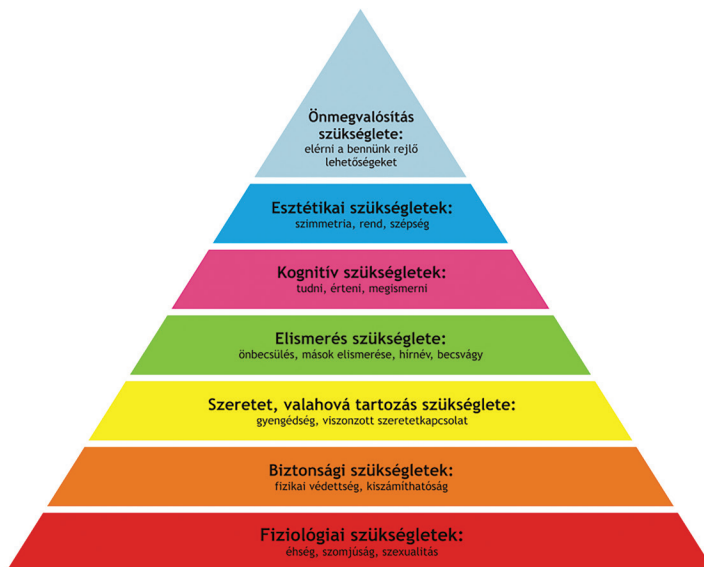 Önmegvalósítás
szükséglete:
elérni a bennünk rejlő
lehetőségeket
Esztétikai szükségletek:
szimmetria, rend, szépség
Kognitív szükségletek:
tudni, érteni, megismerni
Elismerés szükséglete:
önbecsülés, mások elismerése, hírnév, becsvágy
Szeretet, valahová tartozás szükséglete:
gyengédség, viszonzott szeretetkapcsolat
Biztonsági szükségletek:
fizikai védettség, kiszámíthatóság
Fiziológiai szükségletek:
éhség, szomjúság, szexualitás